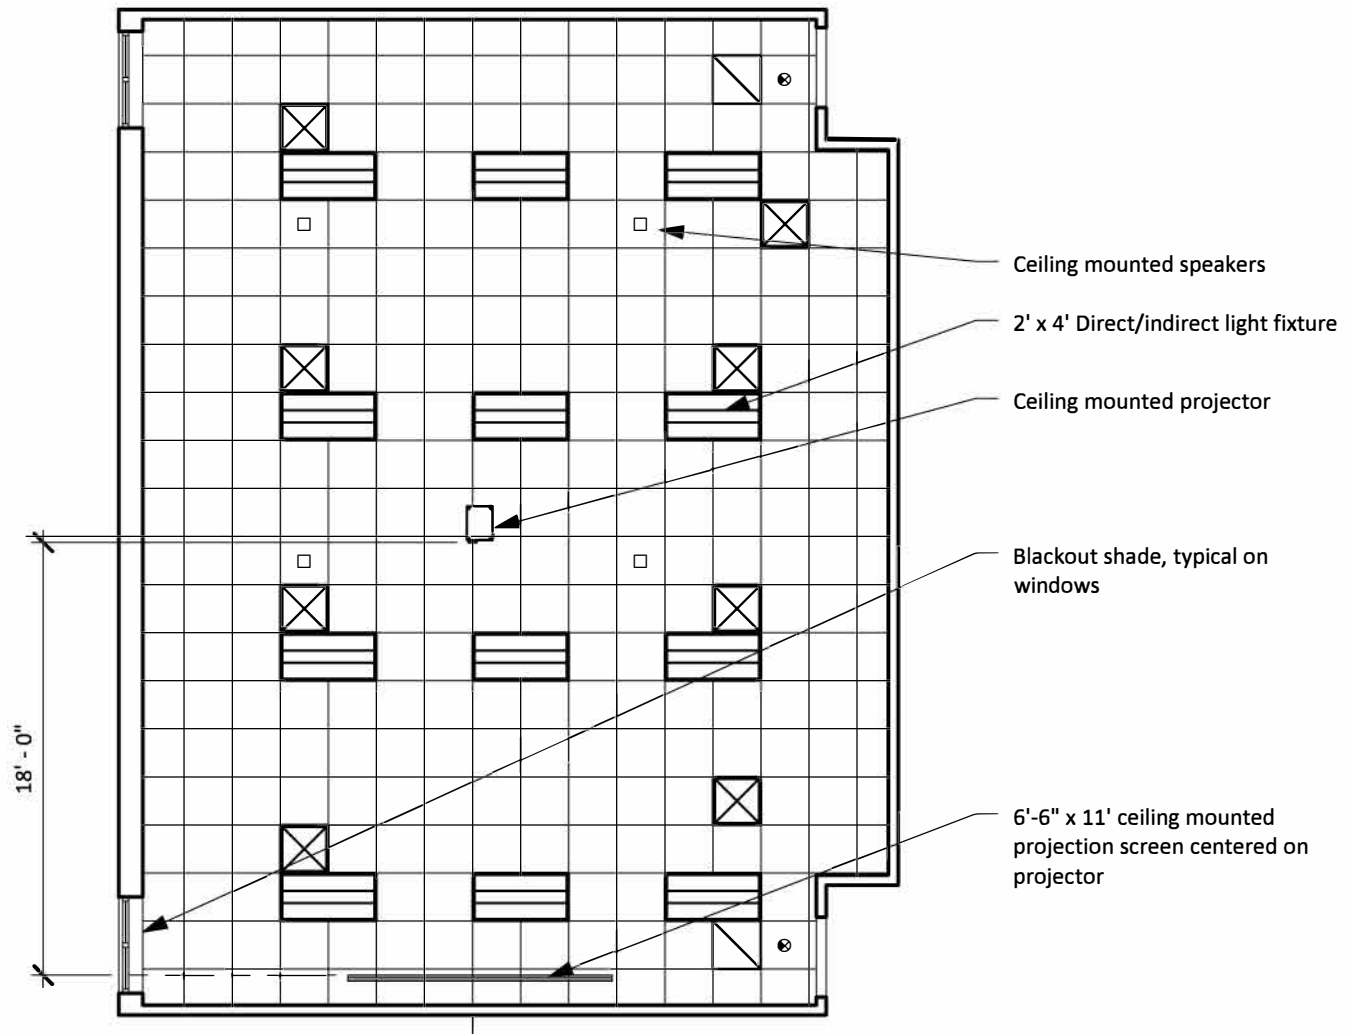 Ceiling mounted speakers
2' x 4' Direct/indirect light fixture
Ceiling mounted projector
Blackout shade, typical on
windows
18' - 0"
6'-6" x 11' ceiling mounted
projection screen centered on
projector